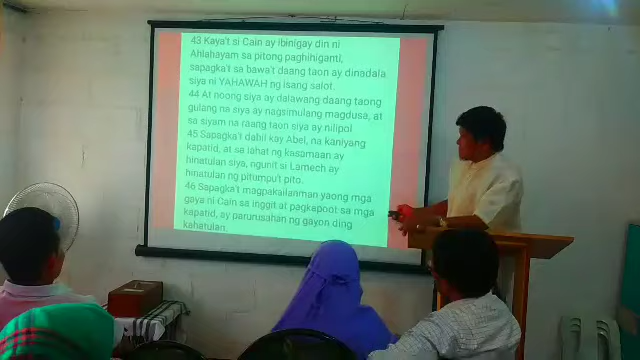 43 Kaya't si Cain ay ibinigay din ni
Ahlahayam sa pitong paghihiganti,
sapagka't sa bawa't daang taon ay dinadala
siya ni YAHAWAH ng isang salot.
44 At noong siya ay dalawang daang taong
gulang na siya ay nagsimulang magdusa, at
sa siyam na raang taon siya ay nilipol
45 Sapagka't dahil kay Abel, na kaniyang
kapatid, at sa lahat ng kasamaan ay
hinatulan siya, ngunit si Lamech ay
hinatulan ng pitumpu't pito.
46 Sapagka't magpakailanman yaong mga
gaya ni Cain sa inggit at pagkapoot sa mga
kapatid, ay parurusahan ng gayon ding
kahatulan.